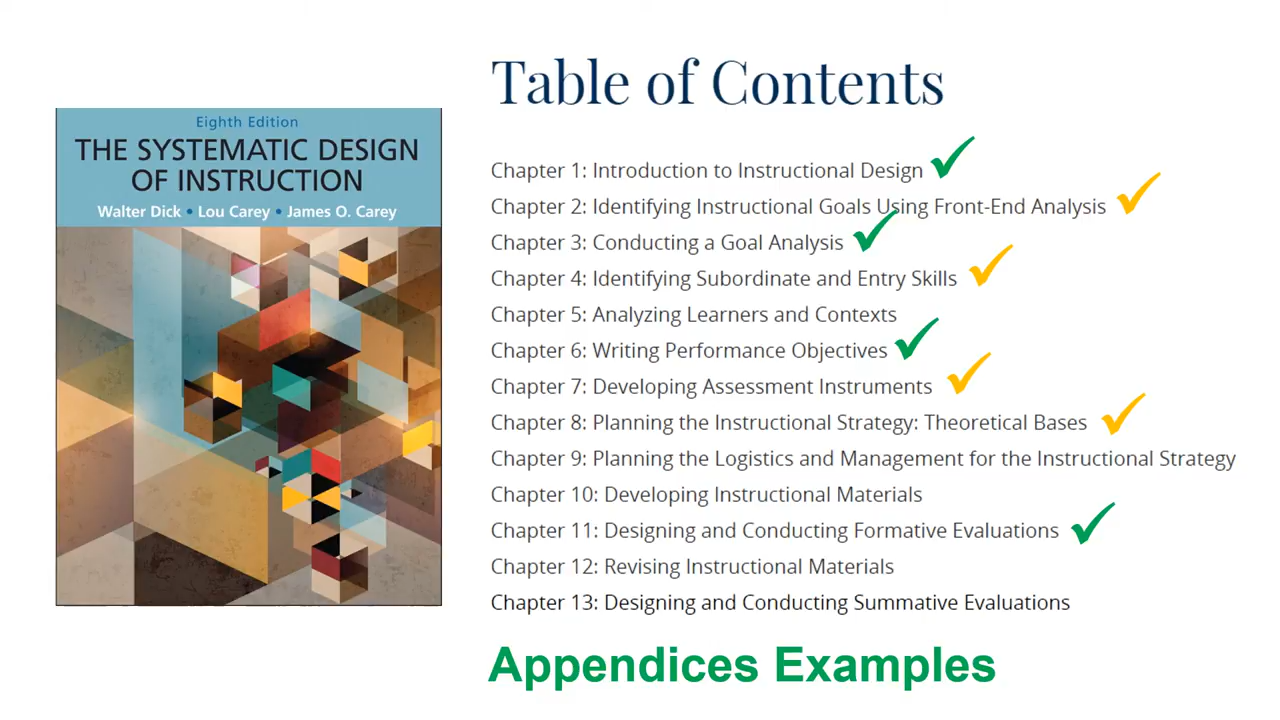 Eighth Edition
THE SYSTEMATIC DESIGN
OF INSTRUCTION
Walter Dick • Lou Carey • James O. Carey
Table of Contents
Chapter 1: Introduction to Instructional Design
Chapter 2: Identifying Instructional Goals Using Front-End Analysis
Chapter 3: Conducting a Goal Analysis
Chapter 4: Identifying Subordinate and Entry Skills
Chapter 5: Analyzing Learners and Contexts
Chapter 6: Writing Performance Objectives
Chapter 7: Developing Assessment Instruments
Chapter 8: Planning the Instructional Strategy: Theoretical Bases
Chapter 9: Planning the Logistics and Management for the Instructional Strategy
Chapter 10: Developing Instructional Materials
Chapter 11: Designing and Conducting Formative Evaluations
Chapter 12: Revising Instructional Materials
Chapter 13: Designing and Conducting Summative Evaluations
Appendices Examples